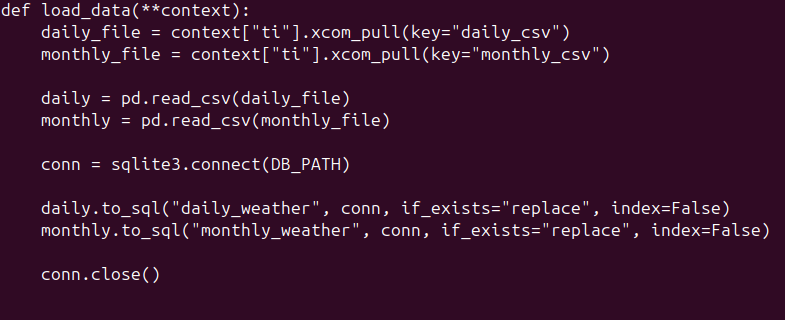 def load_data(**context):
    daily_file = context["ti"].xcom_pull(key="daily_csv")
    monthly_file = context["ti"].xcom_pull(key="monthly_csv")

    daily = pd.read_csv(daily_file)
    monthly = pd.read_csv(monthly_file)

    conn = sqlite3.connect(DB_PATH)

    daily.to_sql("daily_weather", conn, if_exists="replace", index=False)
    monthly.to_sql("monthly_weather", conn, if_exists="replace", index=False)

    conn.close()